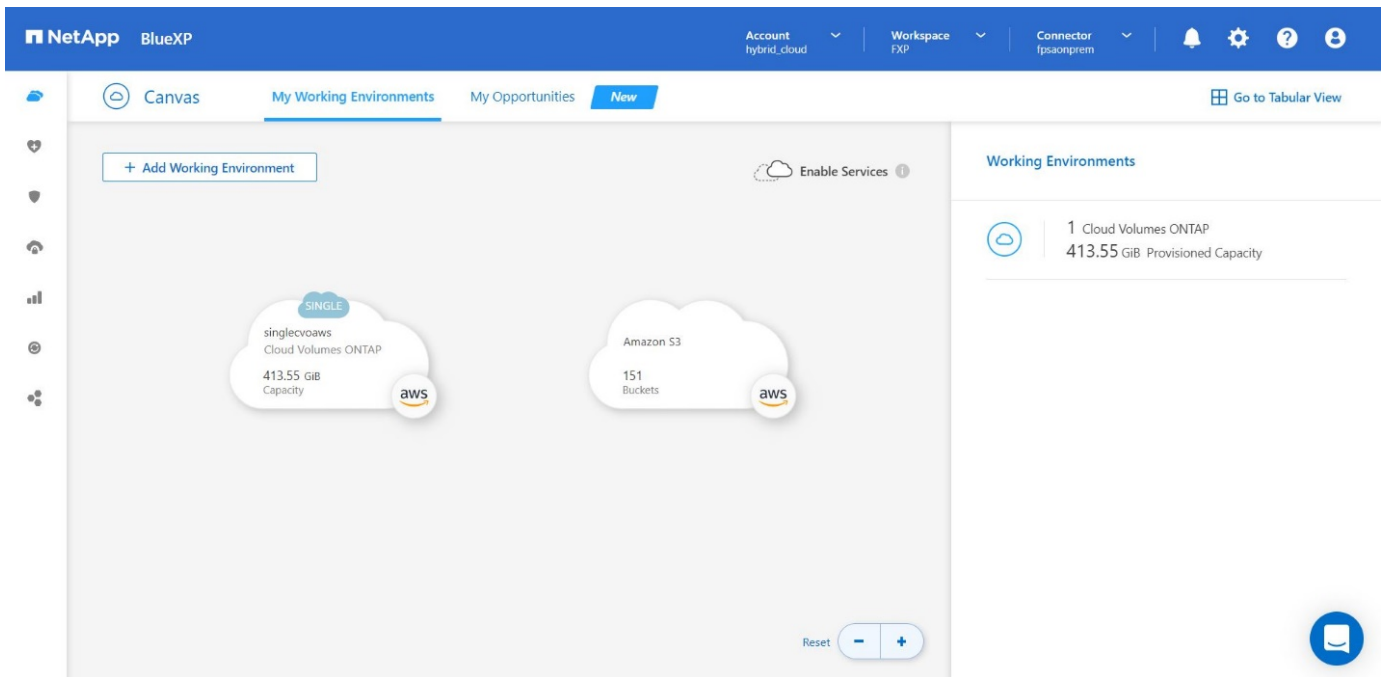 NetApp BlueXP
Account
hybrid_cloud
Workspace
FXP
Connector
fpsaonprem
Canvas
My Working Environments
My Opportunities
New
Go to Tabular View
+ Add Working Environment
Enable Services
Working Environments
1 Cloud Volumes ONTAP
413.55 GiB Provisioned Capacity
SINGLE
singlecvoaws
Cloud Volumes ONTAP
413.55 GiB
Capacity
aws
Amazon S3
151
Buckets
aws
Reset - +